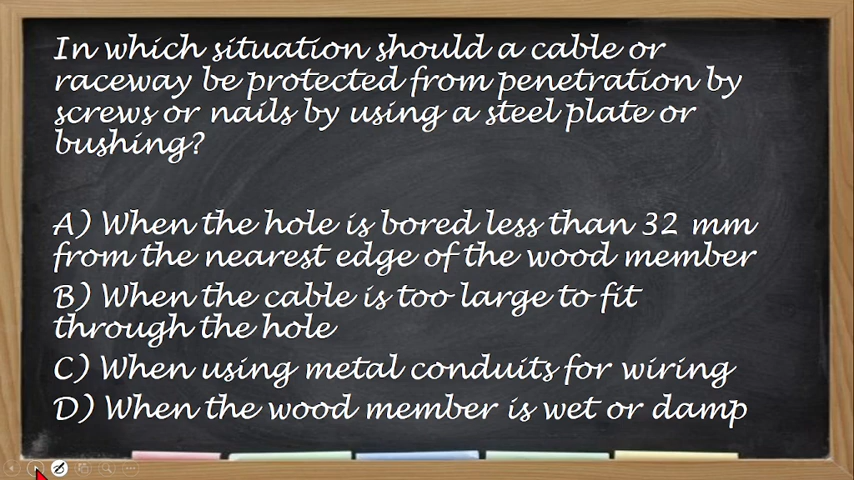 In which situation should a cable or
raceway be protected from penetration by
screws or nails by using a steel plate or
bushing?
A) When the hole is bored less than 32 mm
from the nearest edge of the wood member
B) When the cable is too large to fit
through the hole
C) When using metal conduits for wiring
D) When the wood member is wet or damp